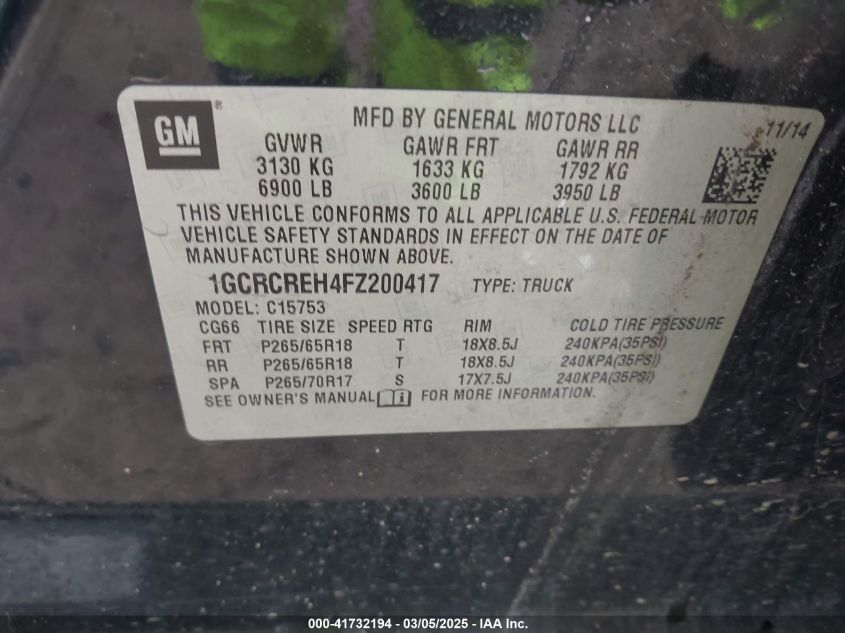 GM ®
MFD BY GENERAL MOTORS LLC 11/14
GVWR GAWR FRT GAWR RR
3130 KG 1633 KG 1792 KG
6900 LB 3600 LB 3950 LB
THIS VEHICLE CONFORMS TO ALL APPLICABLE U.S. FEDERAL MOTOR
VEHICLE SAFETY STANDARDS IN EFFECT ON THE DATE OF
MANUFACTURE SHOWN ABOVE.
1GCRCREH4FZ200417 TYPE: TRUCK
MODEL: C15753
CG66 TIRE SIZE SPEED RTG RIM COLD TIRE PRESSURE
FRT P265/65R18 T 18X8.5J 240KPA(35PSI)
RR P265/65R18 T 18X8.5J 240KPA(35PSI)
SPA P265/70R17 S 17X7.5J 240KPA(35PSI)
SEE OWNER'S MANUAL i FOR MORE INFORMATION.
000-41732194 - 03/05/2025 - IAA Inc.